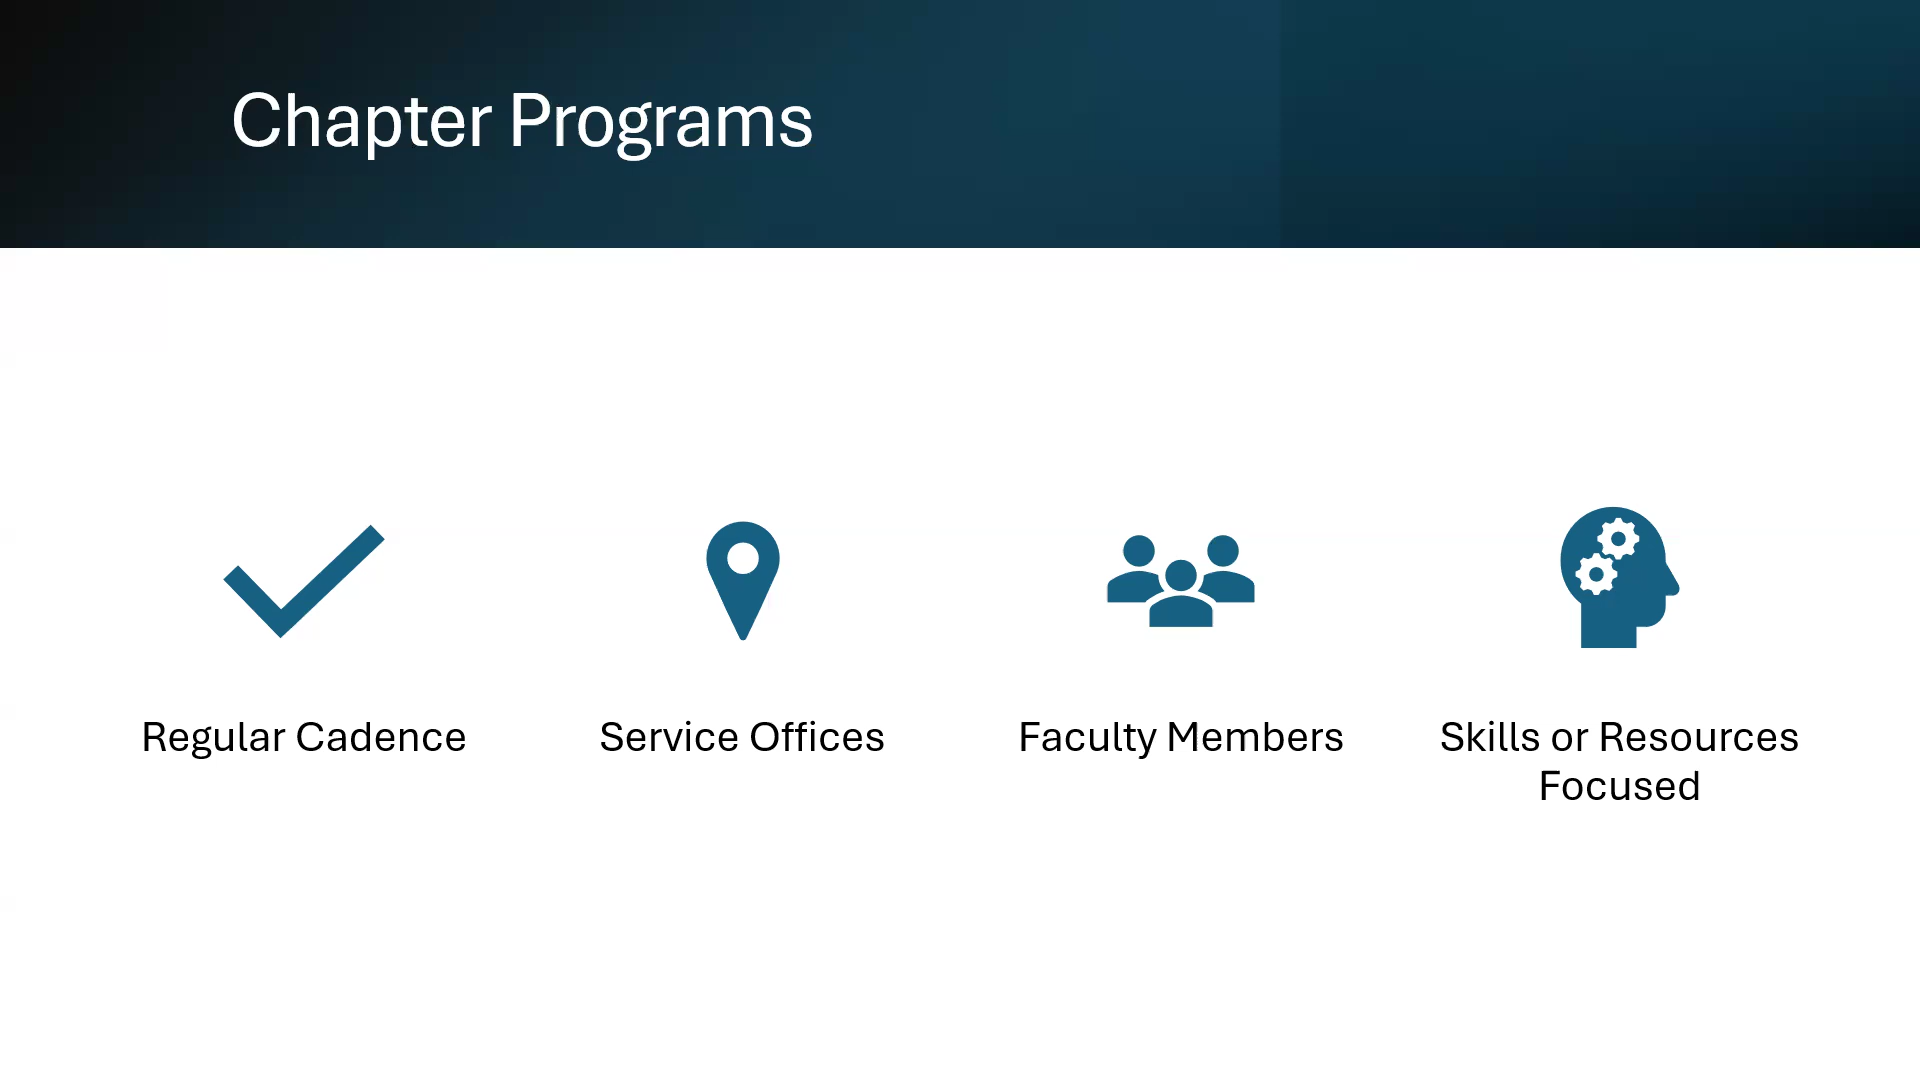 Chapter Programs
Regular Cadence
Service Offices
Faculty Members
Skills or Resources
Focused